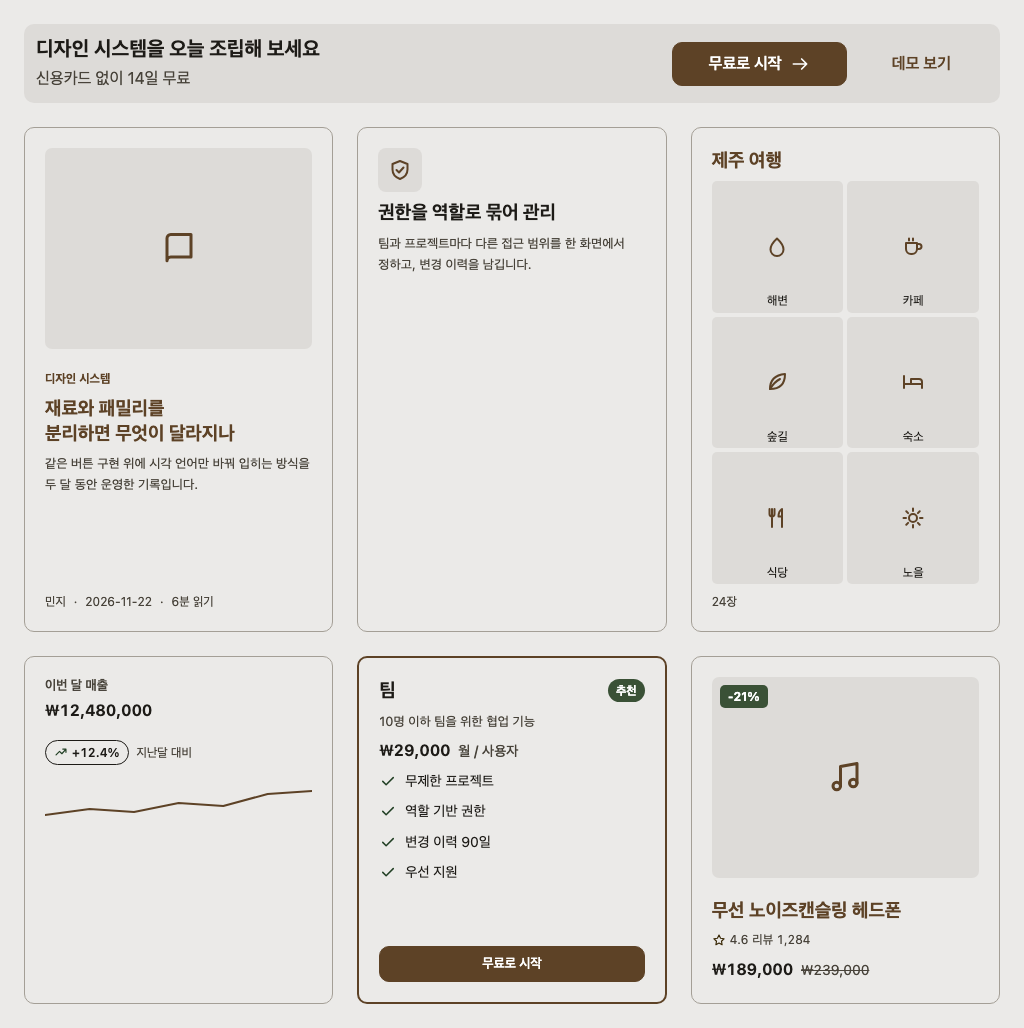 디자인 시스템을 오늘 조립해 보세요
신용카드 없이 14일 무료
무료로 시작
데모 보기
디자인 시스템
재료와 패밀리를
분리하면 무엇이 달라지나
같은 버튼 구현 위에 시각 언어만 바꿔 입히는 방식을
두 달 동안 운영한 기록입니다.
민지 · 2026-11-22 · 6분 읽기
권한을 역할로 묶어 관리
팀과 프로젝트마다 다른 접근 범위를 한 화면에서
정하고, 변경 이력을 남깁니다.
제주 여행
해변
카페
숲길
숙소
식당
노을
24장
이번 달 매출
₩12,480,000
+12.4% 지난달 대비
팀
추천
10명 이하 팀을 위한 협업 기능
₩29,000 월 / 사용자
무제한 프로젝트
역할 기반 권한
변경 이력 90일
우선 지원
무료로 시작
-21%
무선 노이즈캔슬링 헤드폰
4.6 리뷰 1,284
₩189,000 ₩239,000